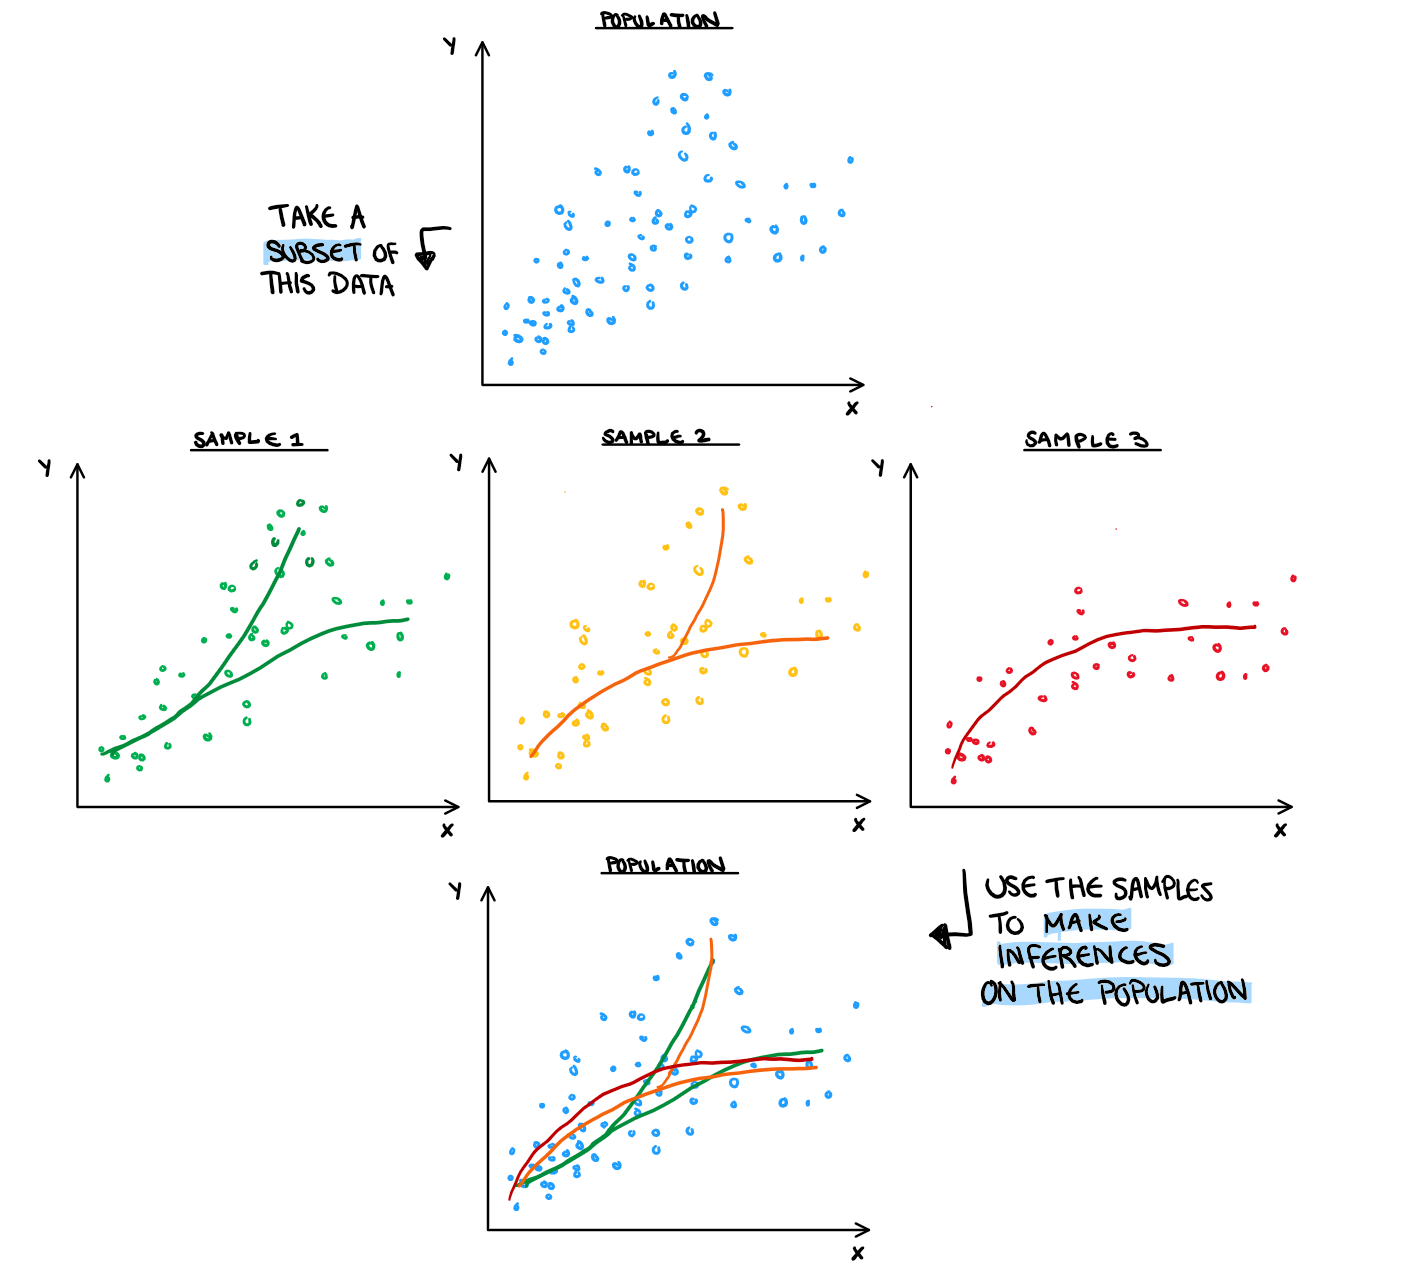 POPULATION
Y
TAKE A
SUBSET OF
THIS DATA
X
SAMPLE 1
SAMPLE 2
SAMPLE 3
Y
Y
Y
X
X
X
POPULATION
Y
USE THE SAMPLES
TO MAKE
INFERENCES
ON THE POPULATION
X